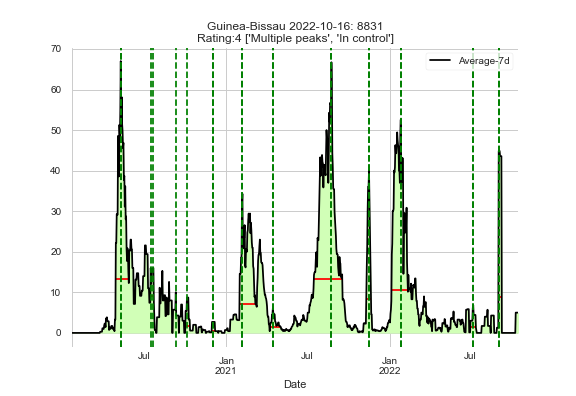 Guinea-Bissau 2022-10-16: 8831
Rating:4 ['Multiple peaks', 'In control']
Average-7d
70
60
50
40
30
20
10
0
Jul
Jan
2021
Jul
Jan
2022
Jul
Date